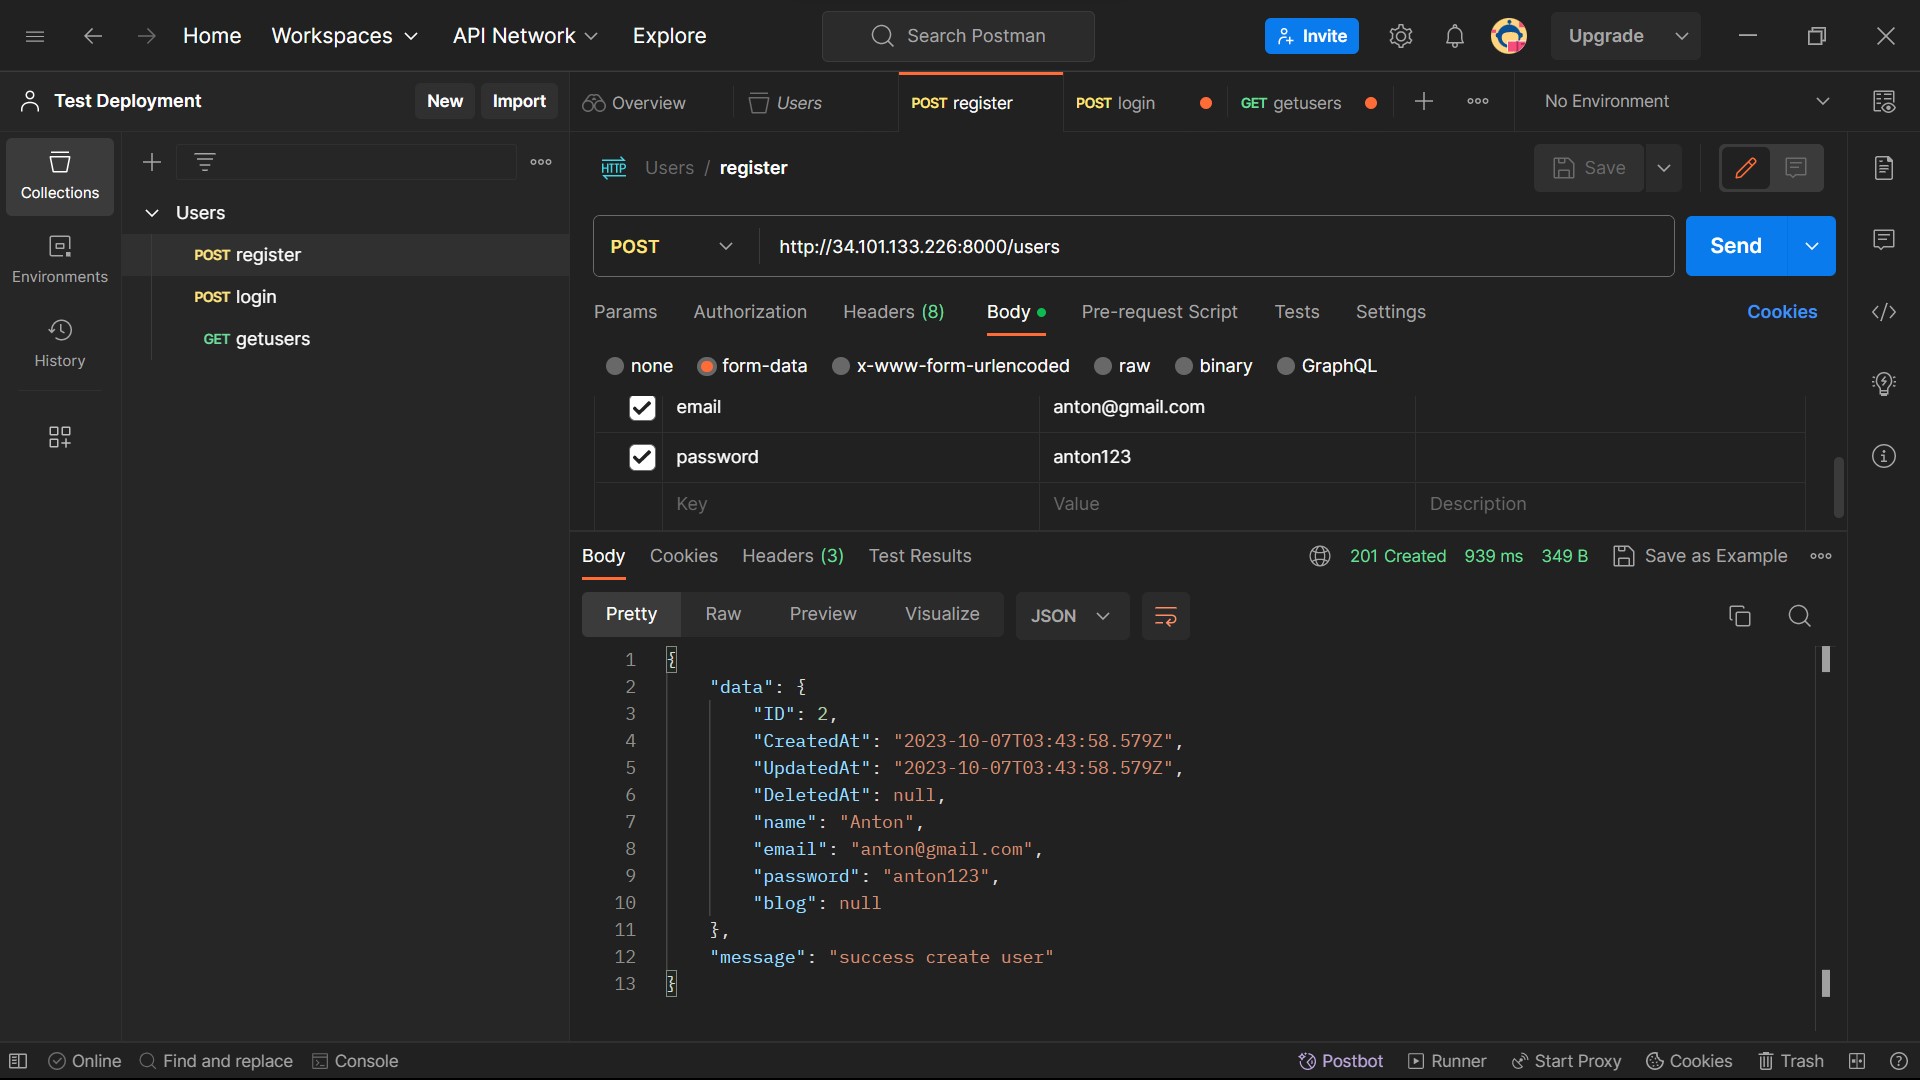 Home Workspaces API Network Explore Search Postman Invite Upgrade
Test Deployment New Import Overview Users POST register POST login GET getusers No Environment
Collections
Environments
History
Users
POST register
POST login
GET getusers
HTTP Users / register Save
POST http://34.101.133.226:8000/users Send
Params Authorization Headers (8) Body Pre-request Script Tests Settings Cookies
none form-data x-www-form-urlencoded raw binary GraphQL
email anton@gmail.com
password anton123
Key Value Description
Body Cookies Headers (3) Test Results 201 Created 939 ms 349 B Save as Example
Pretty Raw Preview Visualize JSON
1 {
2 "data": {
3 "ID": 2,
4 "CreatedAt": "2023-10-07T03:43:58.579Z",
5 "UpdatedAt": "2023-10-07T03:43:58.579Z",
6 "DeletedAt": null,
7 "name": "Anton",
8 "email": "anton@gmail.com",
9 "password": "anton123",
10 "blog": null
11 },
12 "message": "success create user"
13 }
Online Find and replace Console Postbot Runner Start Proxy Cookies Trash